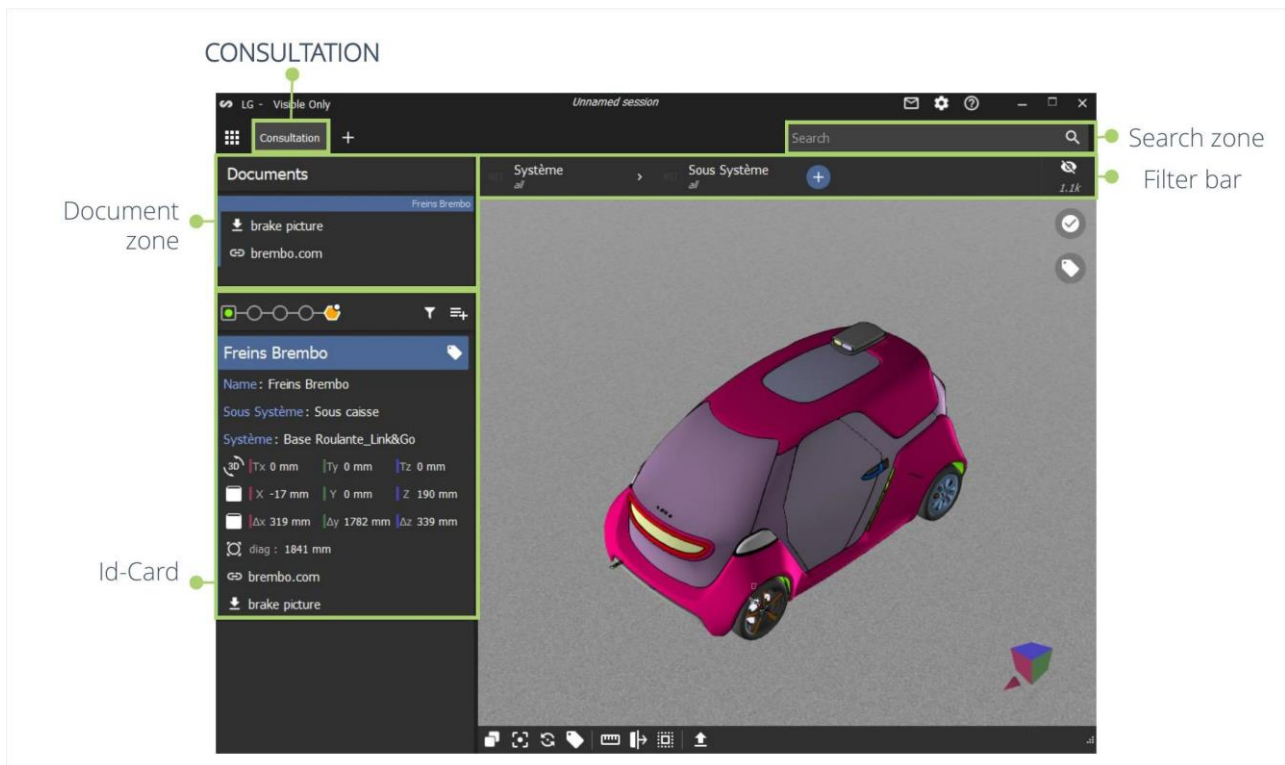 CONSULTATION
LG - Visible Only
Unnamed session
Consultation
Search
Search zone
Documents
Système
all
Sous Système
all
1.1k
Filter bar
Freins Brembo
Document
zone
brake picture
brembo.com
Freins Brembo
Name : Freins Brembo
Sous Système : Sous caisse
Système : Base Roulante_Link&Go
3D Tx 0 mm Ty 0 mm Tz 0 mm
X -17 mm Y 0 mm Z 190 mm
Δx 319 mm Δy 1782 mm Δz 339 mm
diag : 1841 mm
Id-Card
brembo.com
brake picture